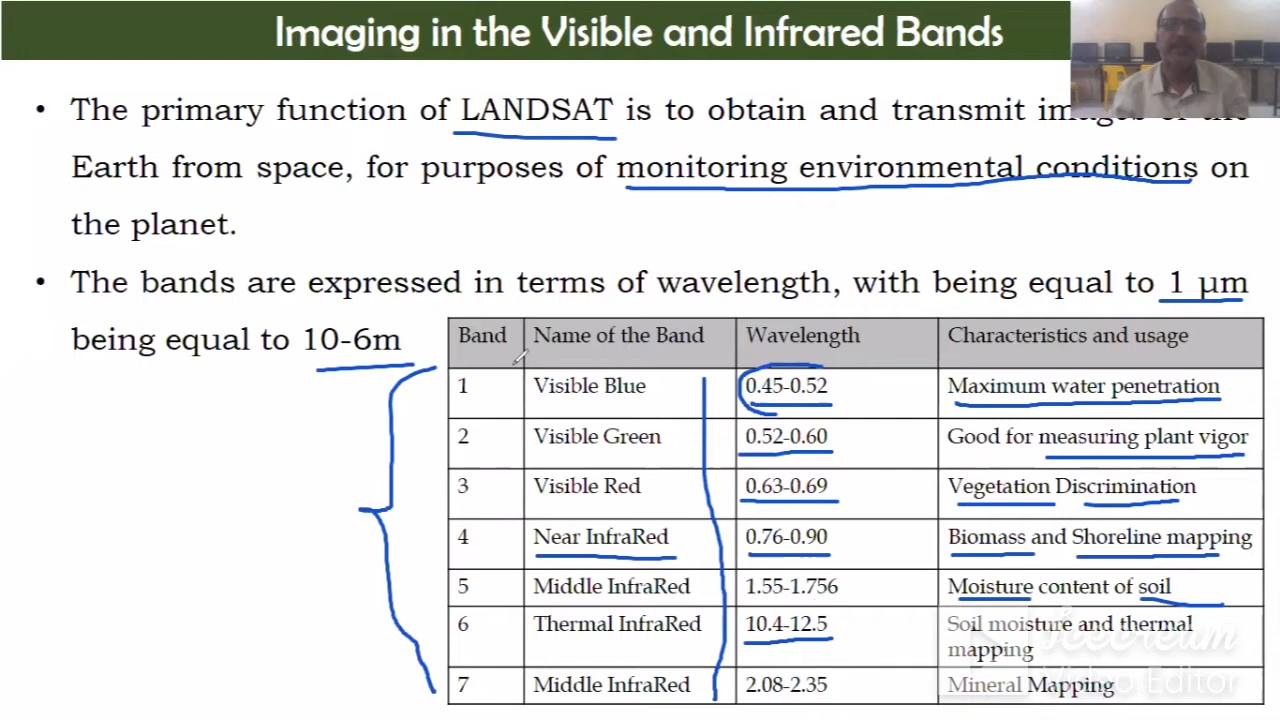 Imaging in the Visible and Infrared Bands
• The primary function of LANDSAT is to obtain and transmit images of the
Earth from space, for purposes of monitoring environmental conditions on
the planet.
• The bands are expressed in terms of wavelength, with being equal to 1 µm
being equal to 10-6m
Band Name of the Band Wavelength Characteristics and usage
1 Visible Blue 0.45-0.52 Maximum water penetration
2 Visible Green 0.52-0.60 Good for measuring plant vigor
3 Visible Red 0.63-0.69 Vegetation Discrimination
4 Near InfraRed 0.76-0.90 Biomass and Shoreline mapping
5 Middle InfraRed 1.55-1.756 Moisture content of soil
6 Thermal InfraRed 10.4-12.5 Soil moisture and thermal
mapping
7 Middle InfraRed 2.08-2.35 Mineral Mapping
Icecream
Video Editor